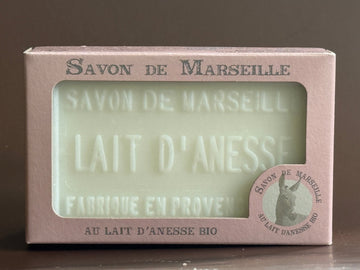 SAVON DE MARSEILLE
SAVON DE MARSEILL
LAIT D'ANESSE
FABRIQUE EN PROVEN
SAVON DE MARSEILLE
AU LAIT D'ANESSE BIO
AU LAIT D'ANESSE BIO